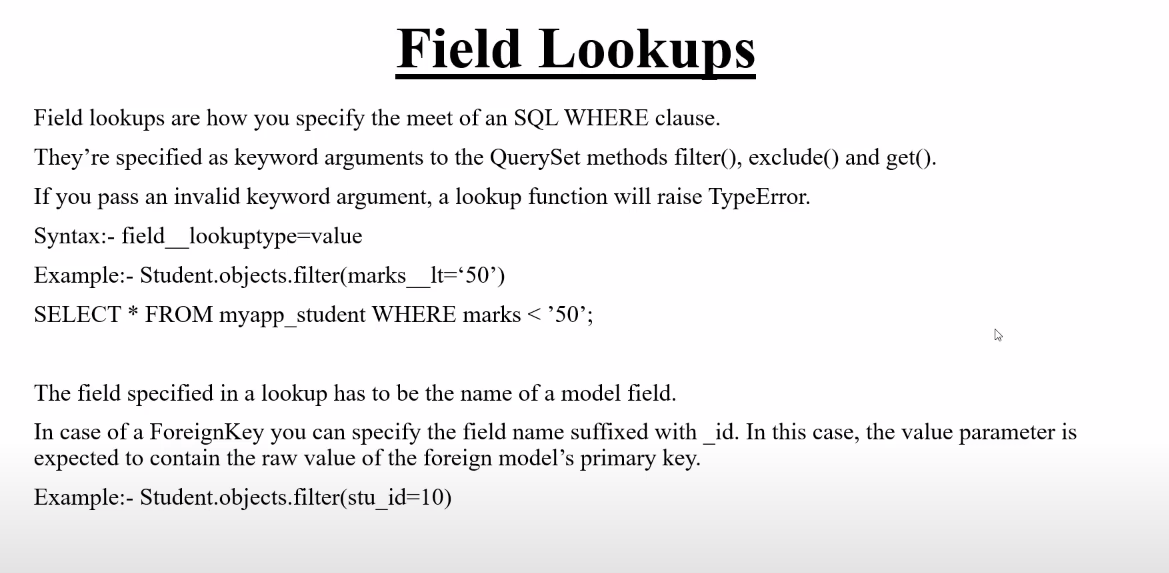 Field Lookups
Field lookups are how you specify the meet of an SQL WHERE clause.
They’re specified as keyword arguments to the QuerySet methods filter(), exclude() and get().
If you pass an invalid keyword argument, a lookup function will raise TypeError.
Syntax:- field__lookuptype=value
Example:- Student.objects.filter(marks__lt=‘50’)
SELECT * FROM myapp_student WHERE marks < ’50’;
The field specified in a lookup has to be the name of a model field.
In case of a ForeignKey you can specify the field name suffixed with _id. In this case, the value parameter is
expected to contain the raw value of the foreign model’s primary key.
Example:- Student.objects.filter(stu_id=10)